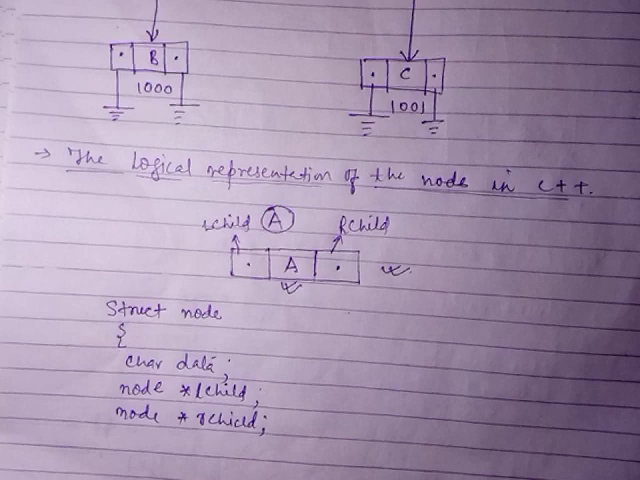 B C
1000 1001
→ The Logical representation of the node in c++.
Lchild A Rchild
A
Struct node
{
char data;
node *lchild;
node * rchild;